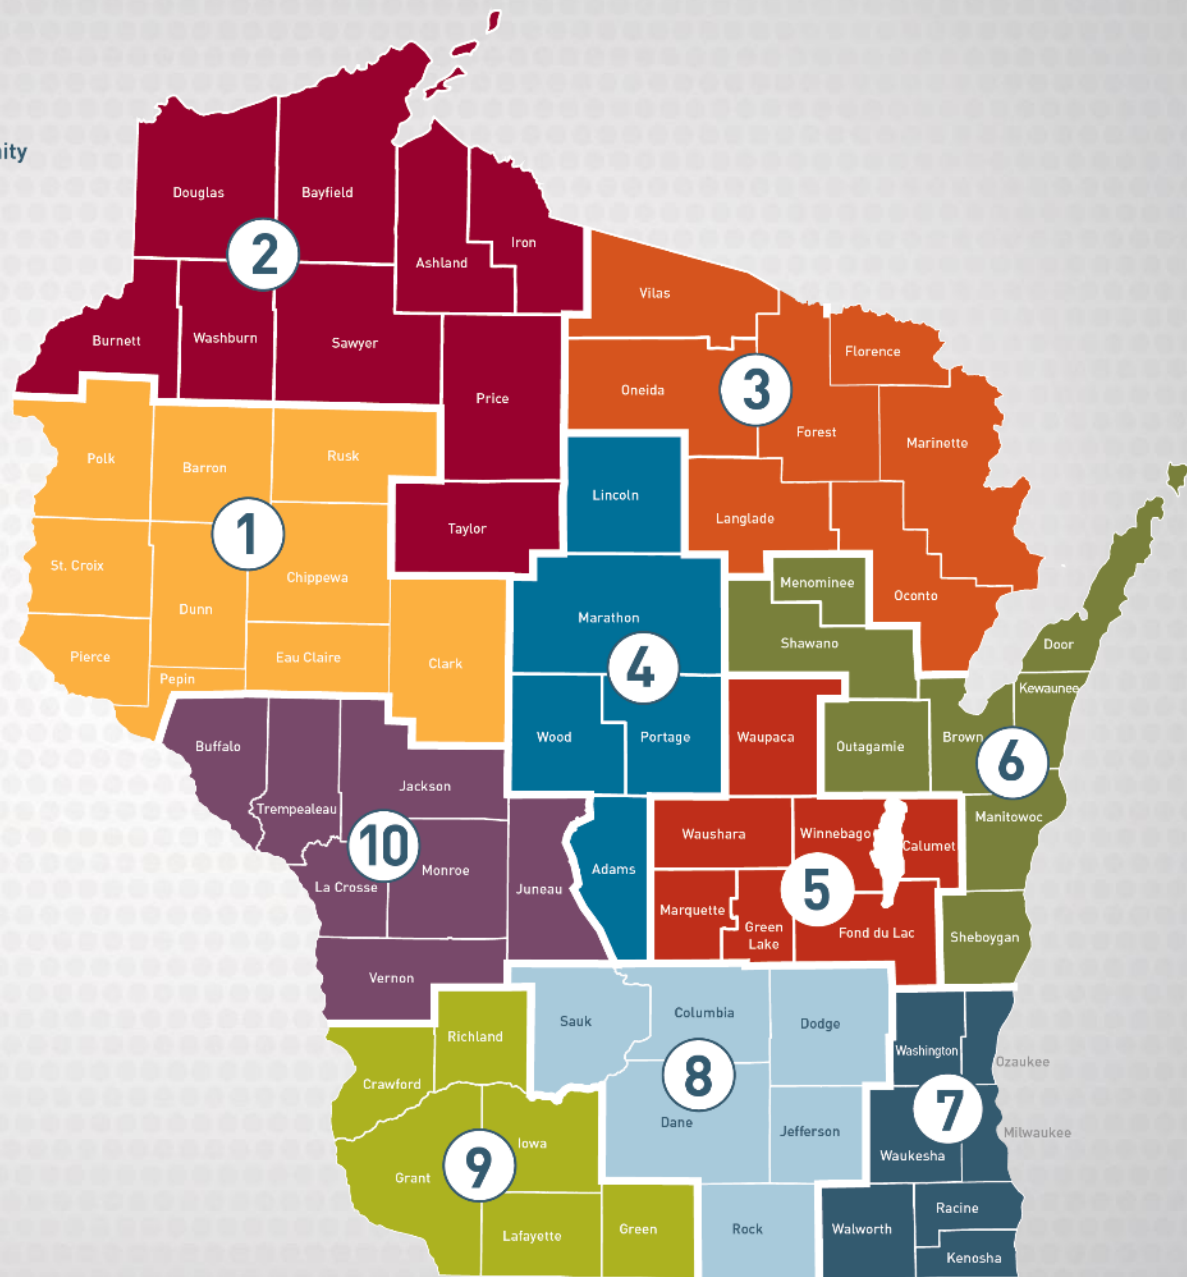 ity
Douglas
Bayfield
Iron
Ashland
2
Burnett
Washburn
Sawyer
Price
Taylor
Vilas
Florence
Oneida
3
Forest
Marinette
Langlade
Oconto
Polk
Barron
Rusk
1
St. Croix
Chippewa
Dunn
Pierce
Eau Claire
Clark
Pepin
Lincoln
Marathon
4
Wood
Portage
Adams
Menominee
Shawano
Door
Kewaunee
Outagamie
Brown
6
Manitowoc
Sheboygan
Waupaca
Waushara
Winnebago
Calumet
5
Marquette
Green
Lake
Fond du Lac
Buffalo
Jackson
Trempealeau
10
Monroe
La Crosse
Juneau
Vernon
Sauk
Columbia
Dodge
8
Dane
Jefferson
Rock
Washington
Ozaukee
7
Milwaukee
Waukesha
Walworth
Racine
Kenosha
Richland
Crawford
Iowa
9
Grant
Lafayette
Green